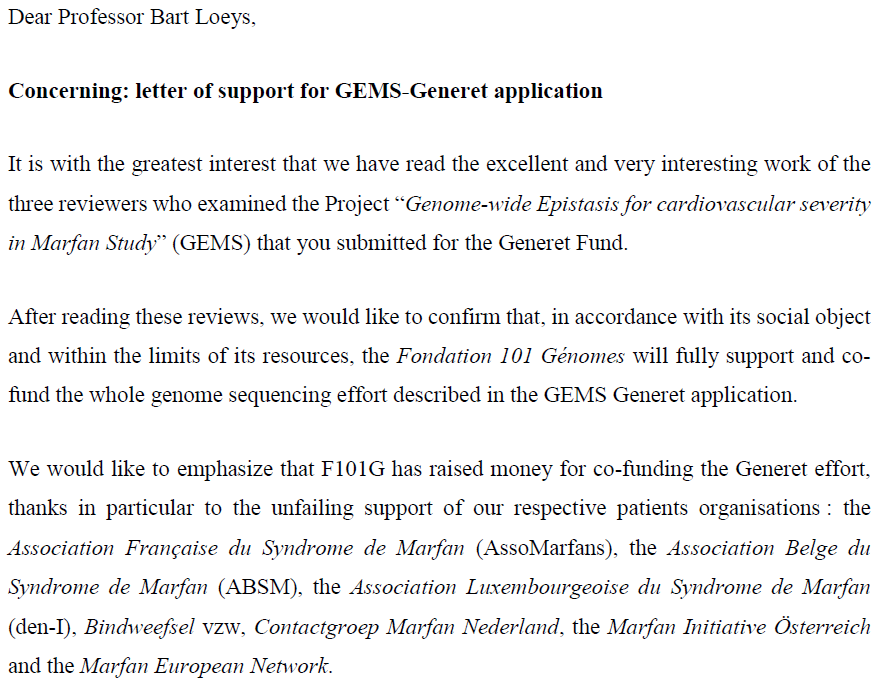 Dear Professor Bart Loeys,
Concerning: letter of support for GEMS-Generet application
It is with the greatest interest that we have read the excellent and very interesting work of the
three reviewers who examined the Project “Genome-wide Epistasis for cardiovascular severity
in Marfan Study” (GEMS) that you submitted for the Generet Fund.
After reading these reviews, we would like to confirm that, in accordance with its social object
and within the limits of its resources, the Fondation 101 Génomes will fully support and co-
fund the whole genome sequencing effort described in the GEMS Generet application.
We would like to emphasize that F101G has raised money for co-funding the Generet effort,
thanks in particular to the unfailing support of our respective patients organisations : the
Association Française du Syndrome de Marfan (AssoMarfans), the Association Belge du
Syndrome de Marfan (ABSM), the Association Luxembourgeoise du Syndrome de Marfan
(den-I), Bindweefsel vzw, Contactgroep Marfan Nederland, the Marfan Initiative Österreich
and the Marfan European Network.